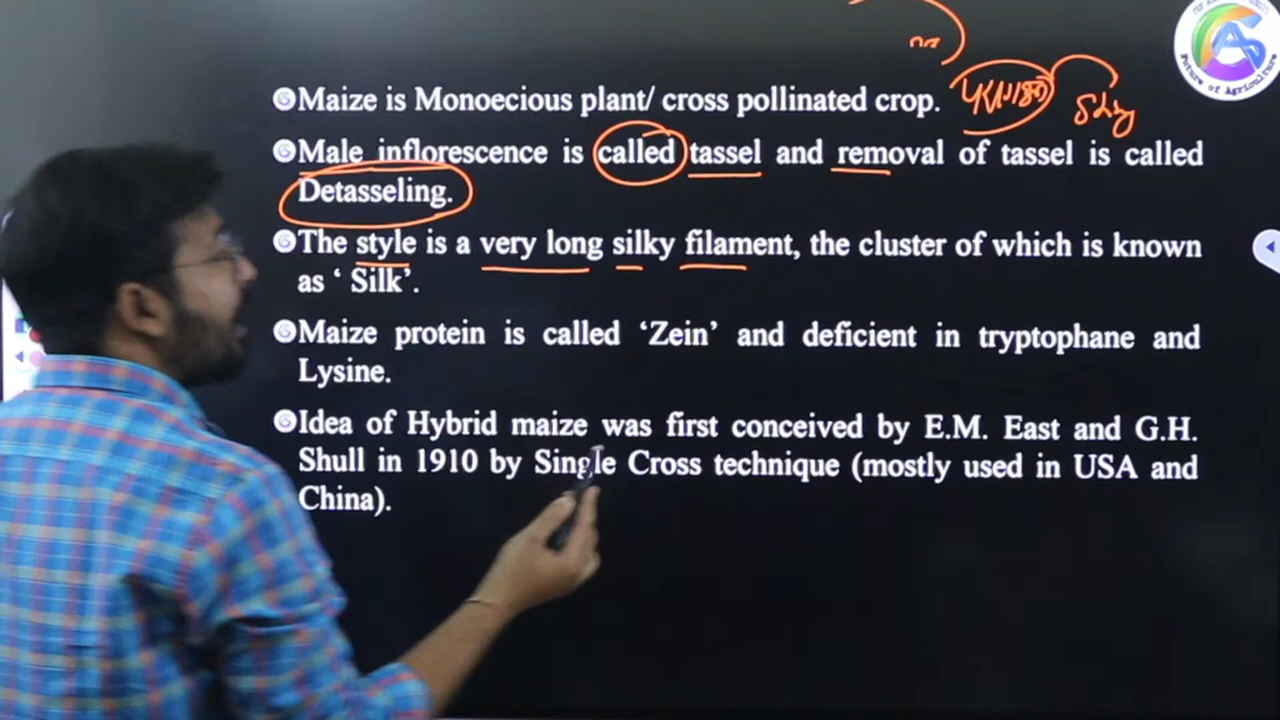 Maize is Monoecious plant/ cross pollinated crop.
Male inflorescence is called tassel and removal of tassel is called
Detasseling.
The style is a very long silky filament, the cluster of which is known
as ‘ Silk’.
Maize protein is called ‘Zein’ and deficient in tryptophane and
Lysine.
Idea of Hybrid maize was first conceived by E.M. East and G.H.
Shull in 1910 by Single Cross technique (mostly used in USA and
China).
Future of Agriculture